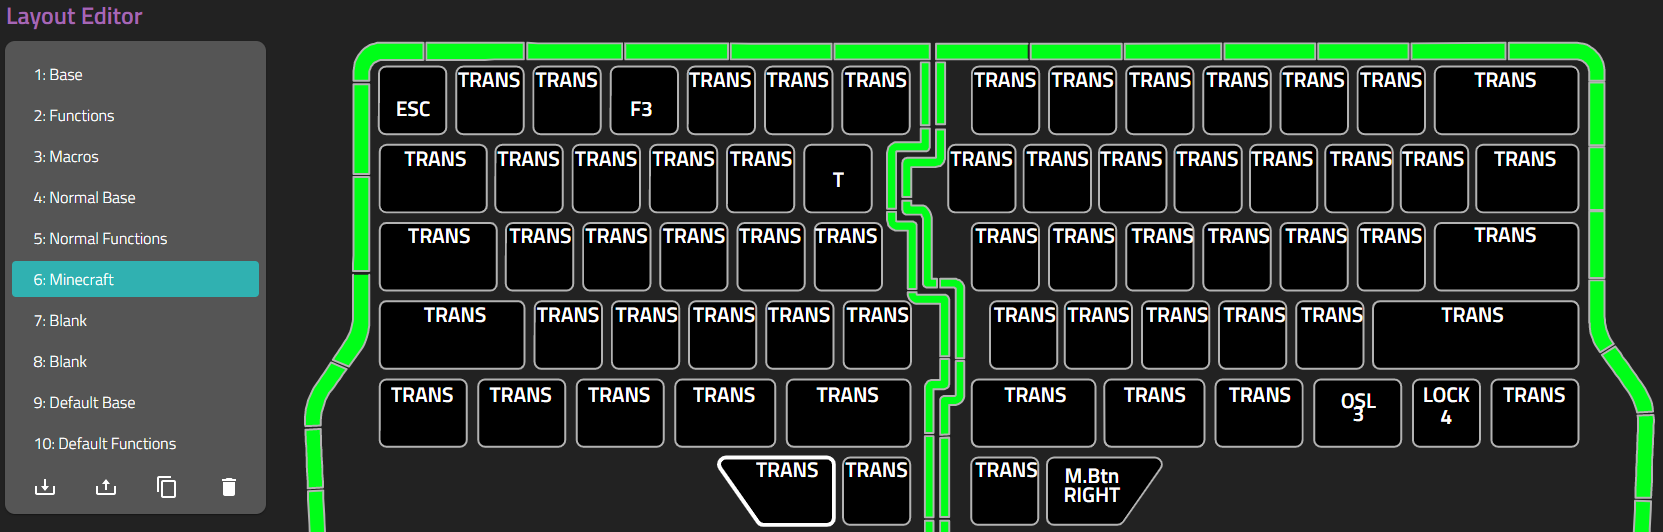 Layout Editor
1: Base
2: Functions
3: Macros
4: Normal Base
5: Normal Functions
6: Minecraft
7: Blank
8: Blank
9: Default Base
10: Default Functions
ESC TRANS TRANS F3 TRANS TRANS TRANS TRANS TRANS TRANS TRANS TRANS TRANS TRANS
TRANS TRANS TRANS TRANS TRANS T TRANS TRANS TRANS TRANS TRANS TRANS TRANS TRANS
TRANS TRANS TRANS TRANS TRANS TRANS TRANS TRANS TRANS TRANS TRANS TRANS TRANS
TRANS TRANS TRANS TRANS TRANS TRANS TRANS TRANS TRANS TRANS TRANS TRANS
TRANS TRANS TRANS TRANS TRANS TRANS TRANS TRANS OSL LOCK TRANS
3 4
TRANS TRANS TRANS M.Btn
RIGHT